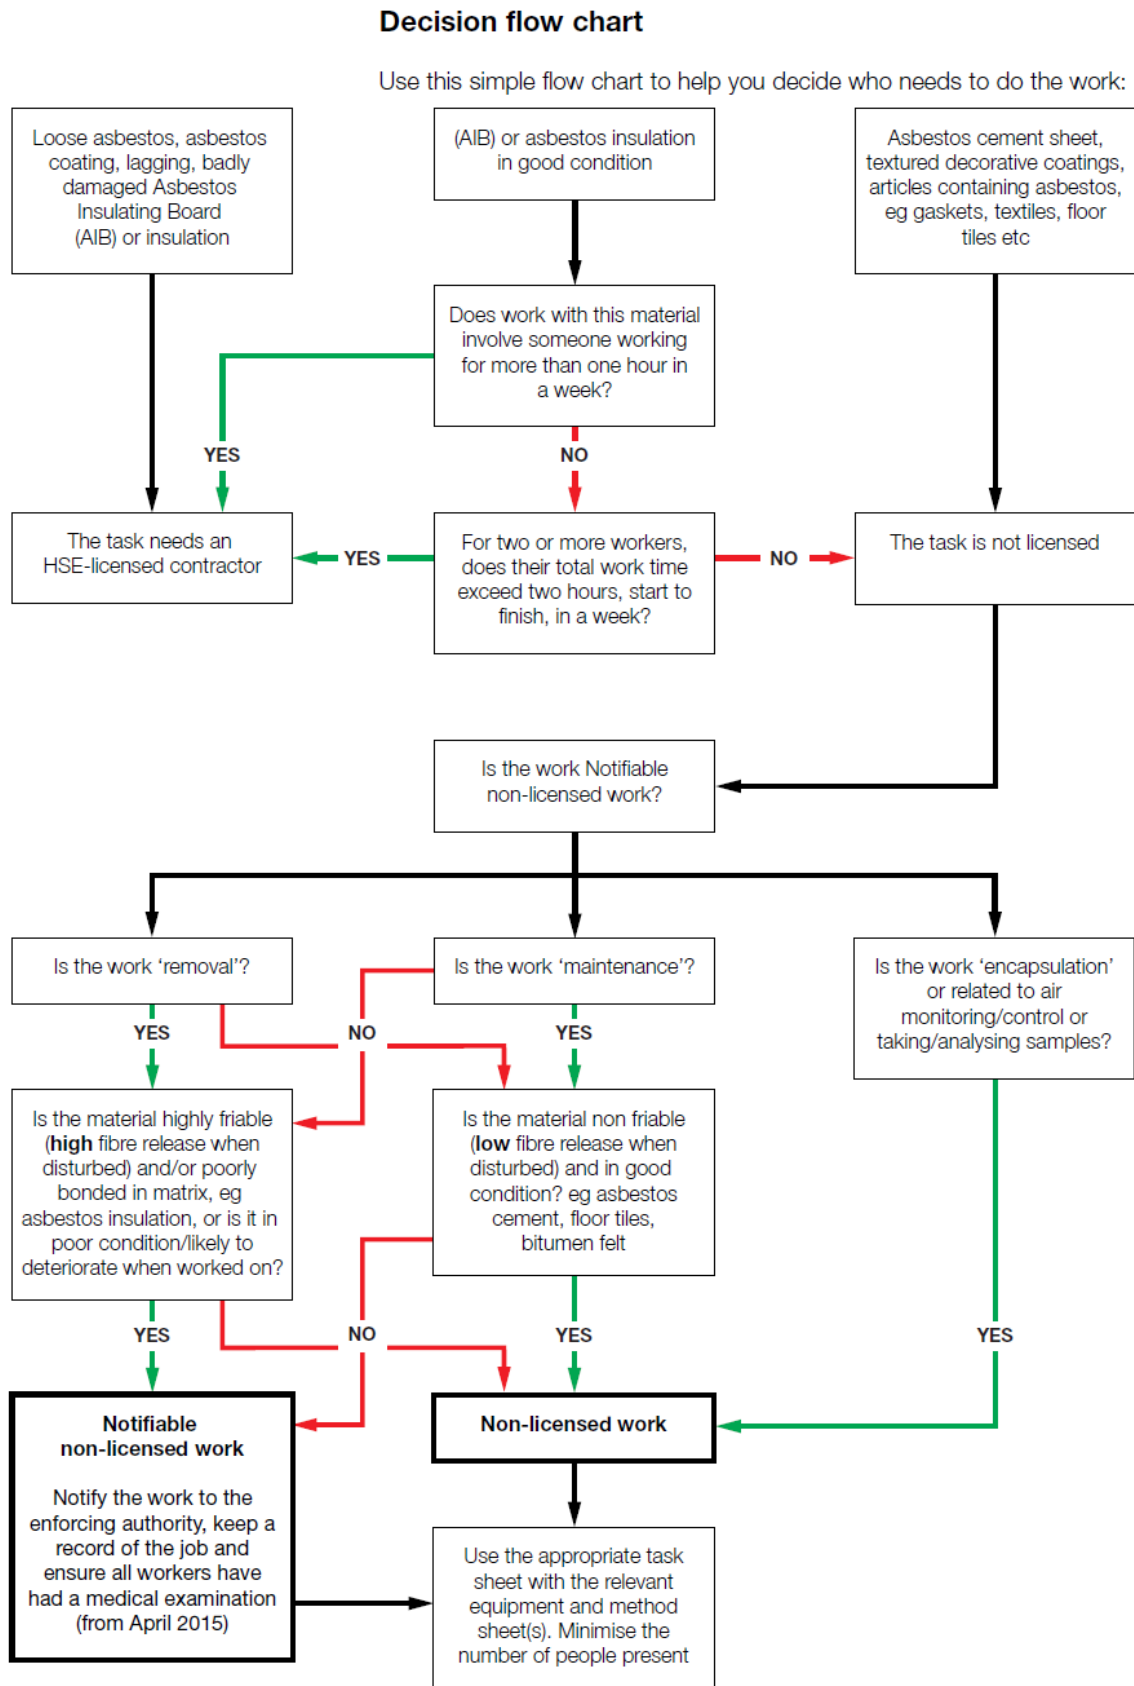 Decision flow chart
Use this simple flow chart to help you decide who needs to do the work:
Loose asbestos, asbestos
coating, lagging, badly
damaged Asbestos
Insulating Board
(AIB) or insulation
(AIB) or asbestos insulation
in good condition
Asbestos cement sheet,
textured decorative coatings,
articles containing asbestos,
eg gaskets, textiles, floor
tiles etc
Does work with this material
involve someone working
for more than one hour in
a week?
YES
NO
The task needs an
HSE-licensed contractor
YES
For two or more workers,
does their total work time
exceed two hours, start to
finish, in a week?
NO
The task is not licensed
Is the work Notifiable
non-licensed work?
Is the work ‘removal’?
Is the work ‘maintenance’?
Is the work ‘encapsulation’
or related to air
monitoring/control or
taking/analysing samples?
YES
NO
YES
Is the material highly friable
(high fibre release when
disturbed) and/or poorly
bonded in matrix, eg
asbestos insulation, or is it in
poor condition/likely to
deteriorate when worked on?
Is the material non friable
(low fibre release when
disturbed) and in good
condition? eg asbestos
cement, floor tiles,
bitumen felt
YES
NO
YES
YES
Notifiable
non-licensed work
Notify the work to the
enforcing authority, keep a
record of the job and
ensure all workers have
had a medical examination
(from April 2015)
Non-licensed work
Use the appropriate task
sheet with the relevant
equipment and method
sheet(s). Minimise the
number of people present